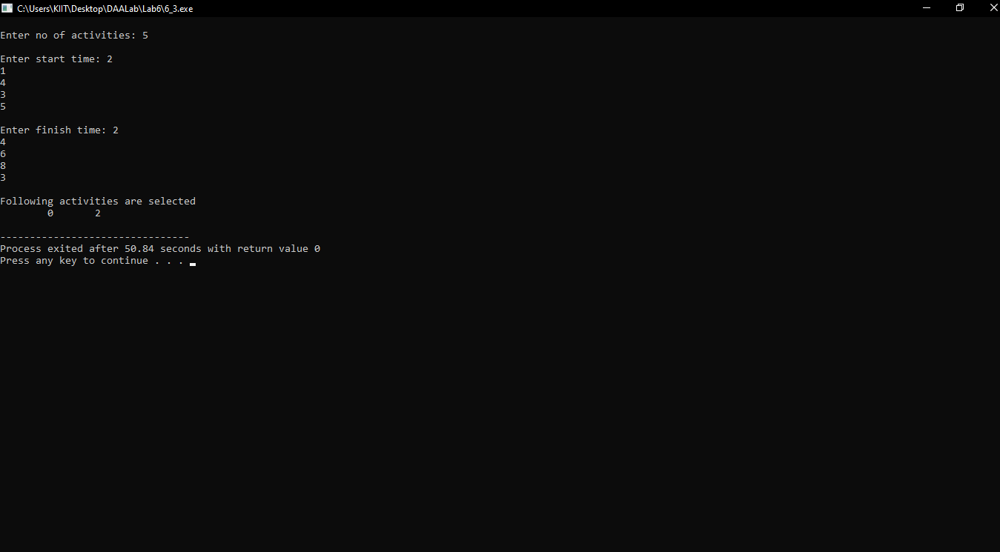 C:\Users\KIIT\Desktop\DAALab\Lab6\6_3.exe
Enter no of activities: 5
Enter start time: 2
1
4
3
5
Enter finish time: 2
4
6
8
3
Following activities are selected
0 2
--------------------------------
Process exited after 50.84 seconds with return value 0
Press any key to continue . . .